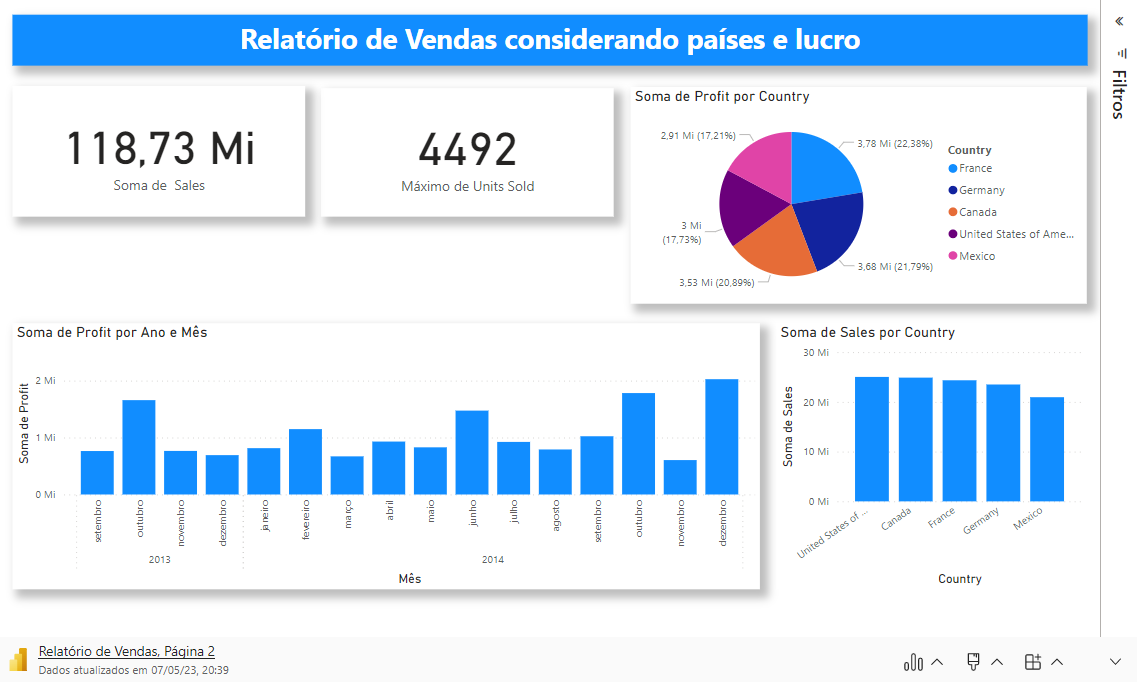 Relatório de Vendas considerando países e lucro
118,73 Mi
Soma de  Sales
4492
Máximo de Units Sold
Soma de Profit por Country
2,91 Mi (17,21%)
3,78 Mi (22,38%)
3 Mi
(17,73%)
3,68 Mi (21,79%)
3,53 Mi (20,89%)
Country
France
Germany
Canada
United States of Ame...
Mexico
Filtros
Soma de Profit por Ano e Mês
Soma de Profit
2 Mi
1 Mi
0 Mi
setembro
outubro
novembro
dezembro
janeiro
fevereiro
março
abril
maio
junho
julho
agosto
setembro
outubro
novembro
dezembro
2013
2014
Mês
Soma de Sales por Country
Soma de Sales
30 Mi
20 Mi
10 Mi
0 Mi
United States of ...
Canada
France
Germany
Mexico
Country
Relatório de Vendas, Página 2
Dados atualizados em 07/05/23, 20:39